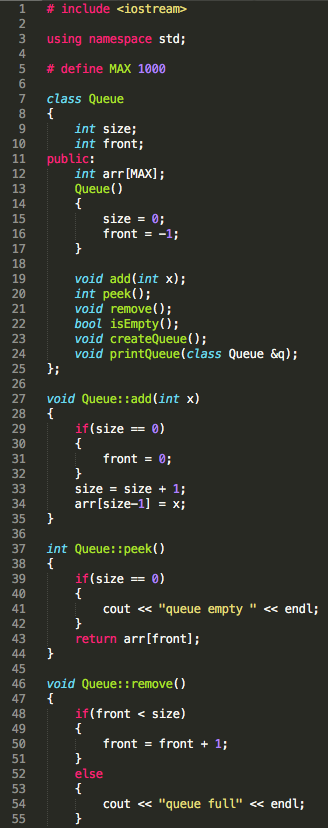 1 # include <iostream>
2
3 using namespace std;
4
5 # define MAX 1000
6
7 class Queue
8 {
9     int size;
10     int front;
11 public:
12     int arr[MAX];
13     Queue()
14     {
15         size = 0;
16         front = -1;
17     }
18
19     void add(int x);
20     int peek();
21     void remove();
22     bool isEmpty();
23     void createQueue();
24     void printQueue(class Queue &q);
25 };
26
27 void Queue::add(int x)
28 {
29     if(size == 0)
30     {
31         front = 0;
32     }
33     size = size + 1;
34     arr[size-1] = x;
35 }
36
37 int Queue::peek()
38 {
39     if(size == 0)
40     {
41         cout << "queue empty " << endl;
42     }
43     return arr[front];
44 }
45
46 void Queue::remove()
47 {
48     if(front < size)
49     {
50         front = front + 1;
51     }
52     else
53     {
54         cout << "queue full" << endl;
55     }